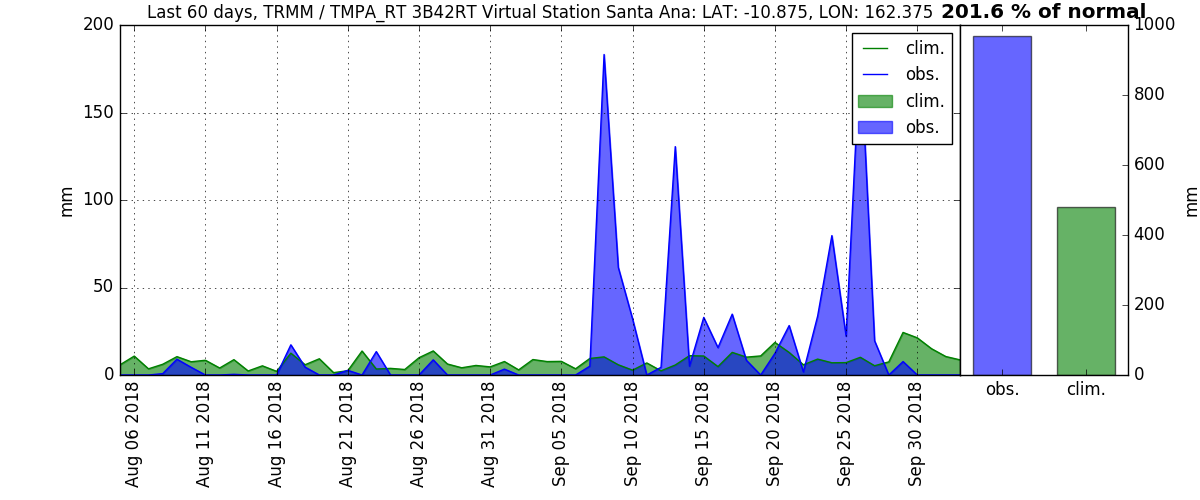 Last 60 days, TRMM / TMPA_RT 3B42RT Virtual Station Santa Ana: LAT: -10.875, LON: 162.375 201.6 % of normal
200
150
100
50
0
mm
clim.
obs.
clim.
obs.
Aug 06 2018
Aug 11 2018
Aug 16 2018
Aug 21 2018
Aug 26 2018
Aug 31 2018
Sep 05 2018
Sep 10 2018
Sep 15 2018
Sep 20 2018
Sep 25 2018
Sep 30 2018
1000
800
600
400
200
0
mm
obs. clim.